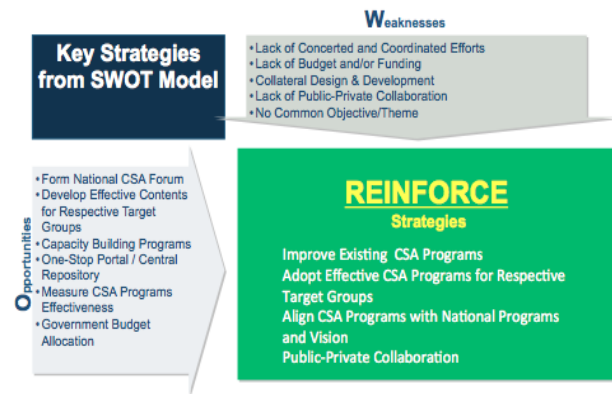 Weaknesses
Key Strategies
from SWOT Model
• Lack of Concerted and Coordinated Efforts
• Lack of Budget and/or Funding
• Collateral Design & Development
• Lack of Public-Private Collaboration
• No Common Objective/Theme
Opportunities
• Form National CSA Forum
• Develop Effective Contents
for Respective Target
Groups
• Capacity Building Programs
• One-Stop Portal / Central
Repository
• Measure CSA Programs
Effectiveness
• Government Budget
Allocation
REINFORCE
Strategies
Improve Existing CSA Programs
Adopt Effective CSA Programs for Respective
Target Groups
Align CSA Programs with National Programs
and Vision
Public-Private Collaboration